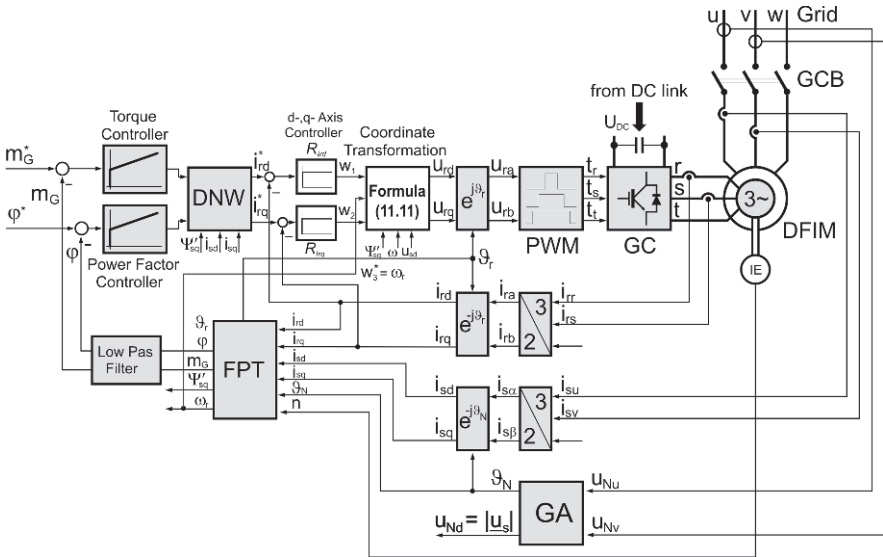 u v w Grid
GCB
from DC link
U_DC
Torque
Controller
d-,q- Axis
Controller
R_Ird
Coordinate
Transformation
m*_G
m_G
φ*
φ
-
Power Factor
Controller
DNW
i*_rd
i*_rq
Ψ'_sq i_sd i_sq
w_1
w_2
R_Irq
Formula
(11.11)
Ψ'_sq ω u_sd
w*_3 = ω_r
u_rd
u_rq
e^jϑ_r
ϑ_r
u_ra
u_rb
PWM
t_r
t_s
t_t
GC
r
s
t
3~
DFIM
IE
i_rd
i_rq
e^-jϑ_r
i_ra
i_rb
3
2
i_rr
i_rs
Low Pas
Filter
ϑ_r
φ
m_G
Ψ'_sq
ω_r
FPT
i_rd
i_rq
i_sd
i_sq
ϑ_N
n
i_sd
i_sq
e^-jϑ_N
i_sα
i_sβ
3
2
i_su
i_sv
ϑ_N
GA
u_Nu
u_Nv
u_Nd = |u_s|